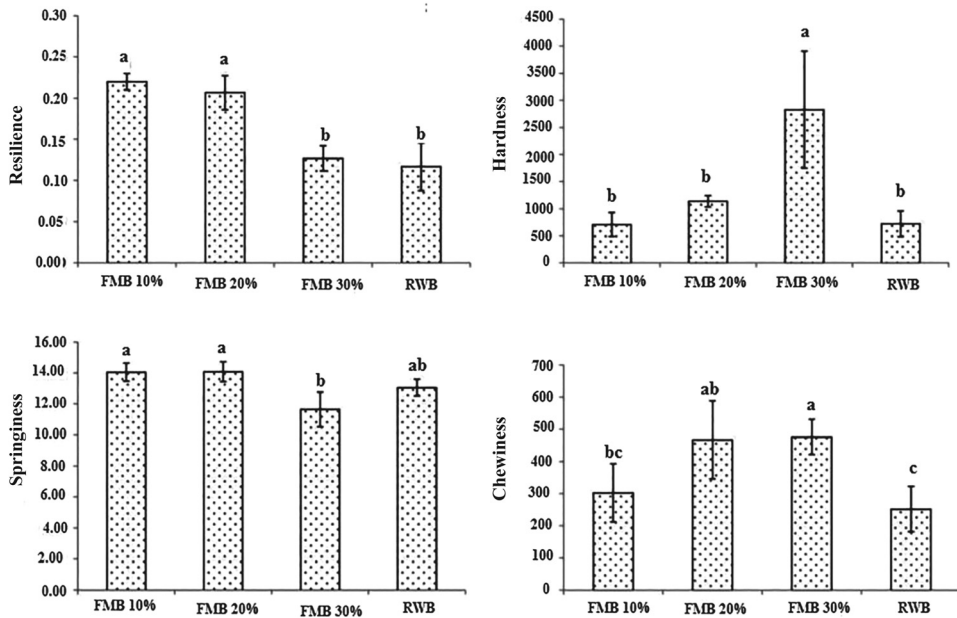 0.30
0.25
0.20
0.15
0.10
0.05
0.00
Resilience
a
a
b
b
FMB 10%
FMB 20%
FMB 30%
RWB
4500
4000
3500
3000
2500
2000
1500
1000
500
0
Hardness
b
b
a
b
FMB 10%
FMB 20%
FMB 30%
RWB
16.00
14.00
12.00
10.00
8.00
6.00
4.00
2.00
0.00
Springiness
a
a
b
ab
FMB 10%
FMB 20%
FMB 30%
RWB
700
600
500
400
300
200
100
0
Chewiness
bc
ab
a
c
FMB 10%
FMB 20%
FMB 30%
RWB